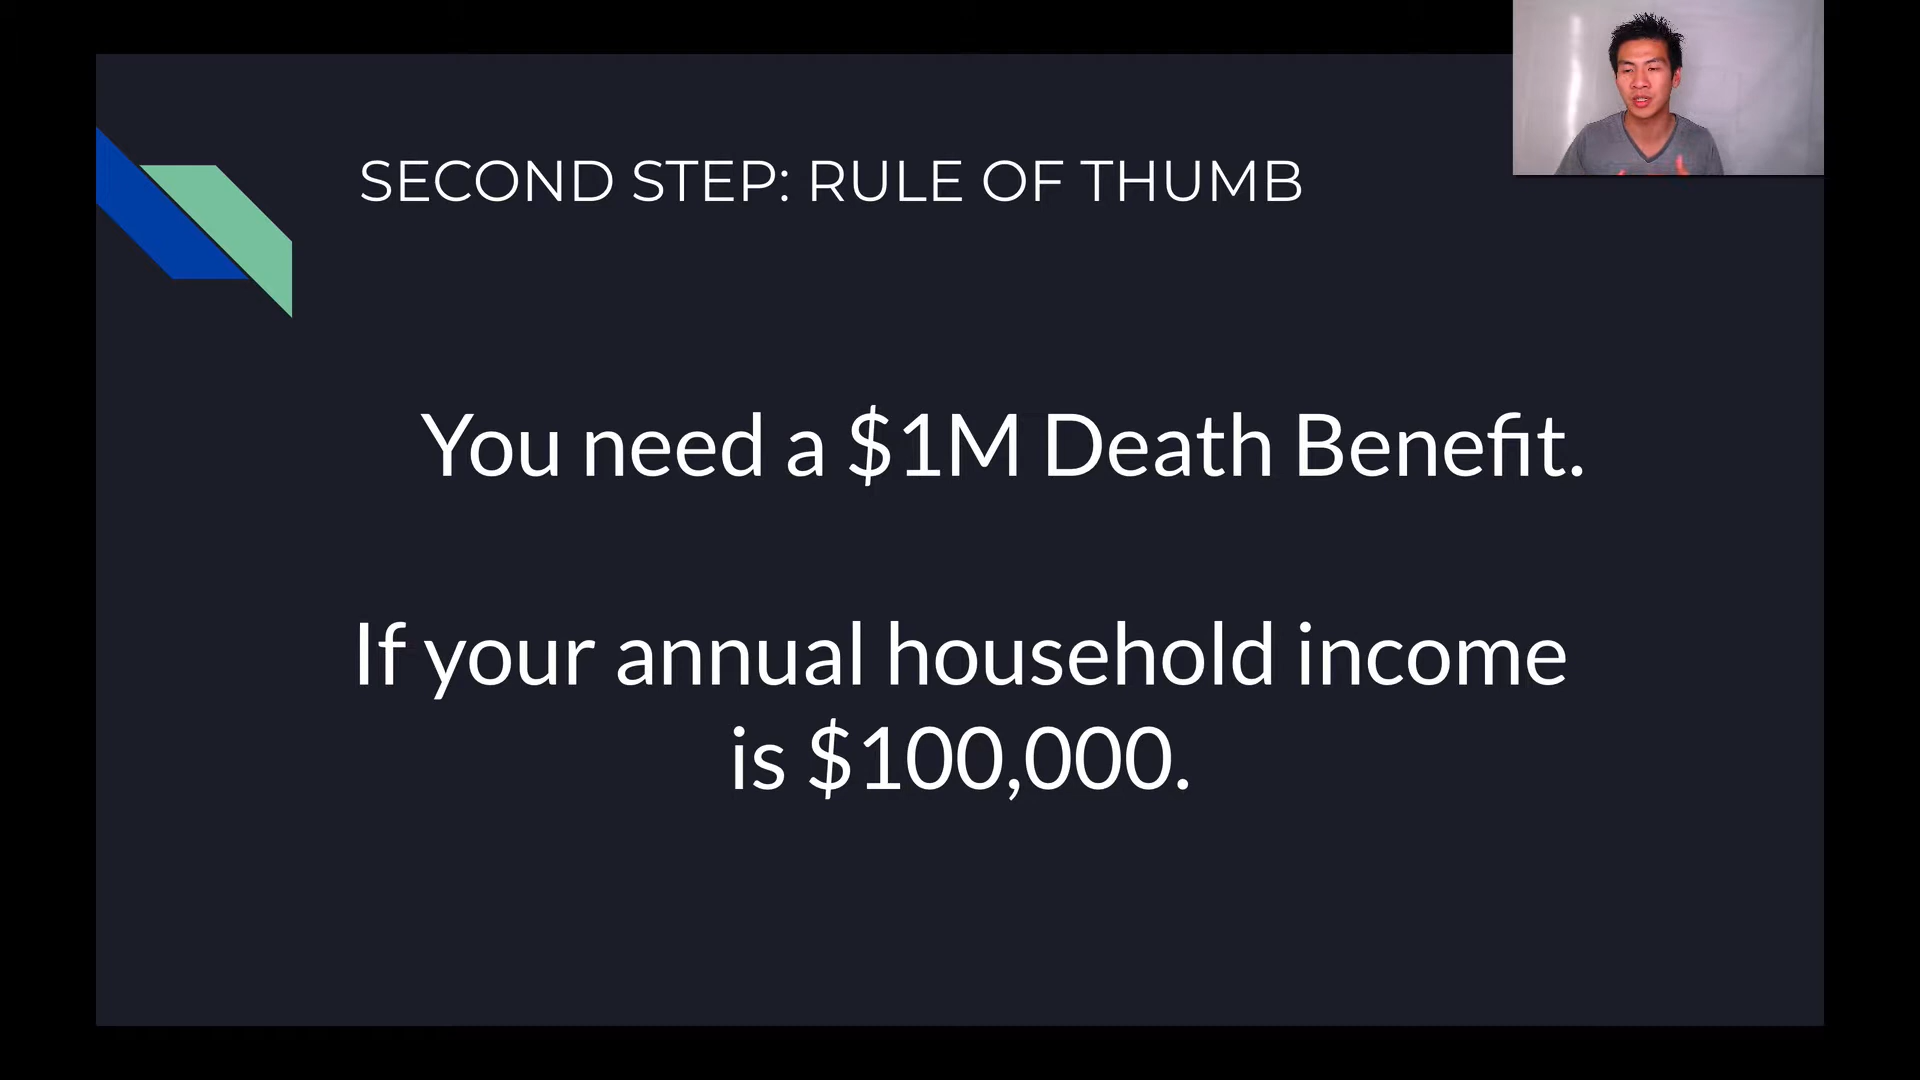 SECOND STEP: RULE OF THUMB
You need a $1M Death Benefit.
If your annual household income
is $100,000.